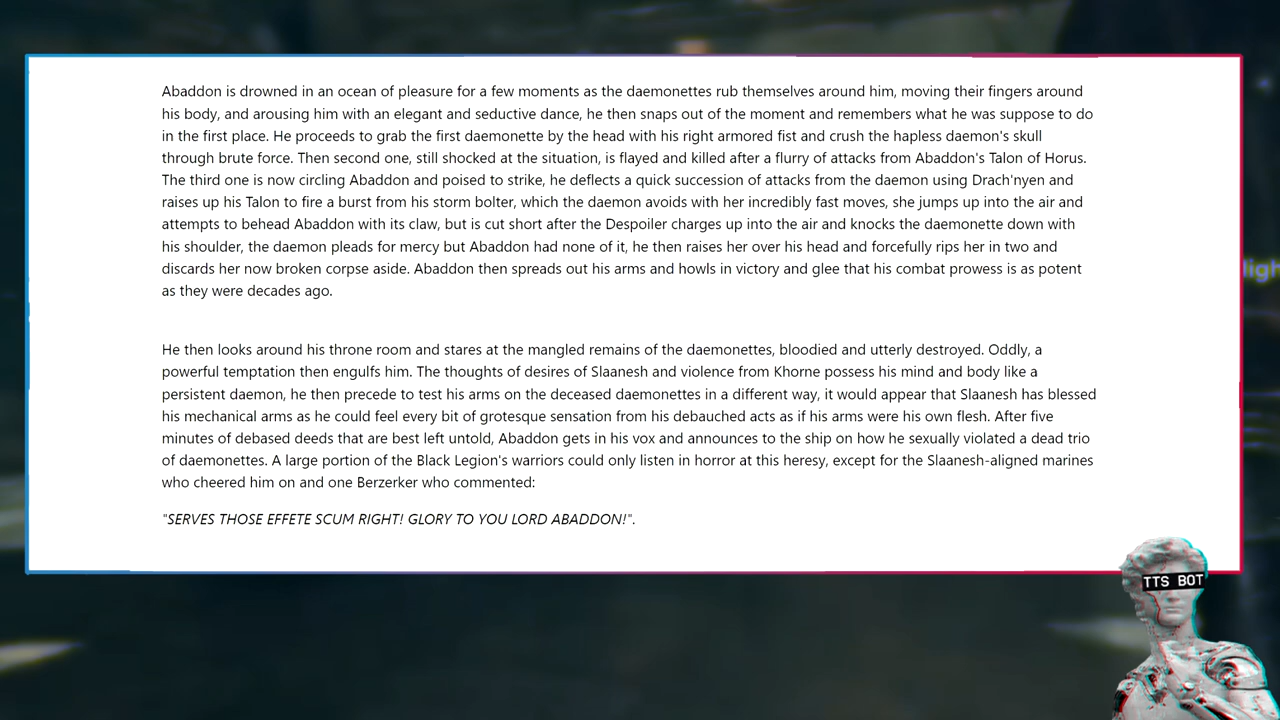 Abaddon is drowned in an ocean of pleasure for a few moments as the daemonettes rub themselves around him, moving their fingers around
his body, and arousing him with an elegant and seductive dance, he then snaps out of the moment and remembers what he was suppose to do
in the first place. He proceeds to grab the first daemonette by the head with his right armored fist and crush the hapless daemon's skull
through brute force. Then second one, still shocked at the situation, is flayed and killed after a flurry of attacks from Abaddon's Talon of Horus.
The third one is now circling Abaddon and poised to strike, he deflects a quick succession of attacks from the daemon using Drach'nyen and
raises up his Talon to fire a burst from his storm bolter, which the daemon avoids with her incredibly fast moves, she jumps up into the air and
attempts to behead Abaddon with its claw, but is cut short after the Despoiler charges up into the air and knocks the daemonette down with
his shoulder, the daemon pleads for mercy but Abaddon had none of it, he then raises her over his head and forcefully rips her in two and
discards her now broken corpse aside. Abaddon then spreads out his arms and howls in victory and glee that his combat prowess is as potent
as they were decades ago.
He then looks around his throne room and stares at the mangled remains of the daemonettes, bloodied and utterly destroyed. Oddly, a
powerful temptation then engulfs him. The thoughts of desires of Slaanesh and violence from Khorne possess his mind and body like a
persistent daemon, he then precede to test his arms on the deceased daemonettes in a different way, it would appear that Slaanesh has blessed
his mechanical arms as he could feel every bit of grotesque sensation from his debauched acts as if his arms were his own flesh. After five
minutes of debased deeds that are best left untold, Abaddon gets in his vox and announces to the ship on how he sexually violated a dead trio
of daemonettes. A large portion of the Black Legion's warriors could only listen in horror at this heresy, except for the Slaanesh-aligned marines
who cheered him on and one Berzerker who commented:
"SERVES THOSE EFFETE SCUM RIGHT! GLORY TO YOU LORD ABADDON!".
TTS BOT